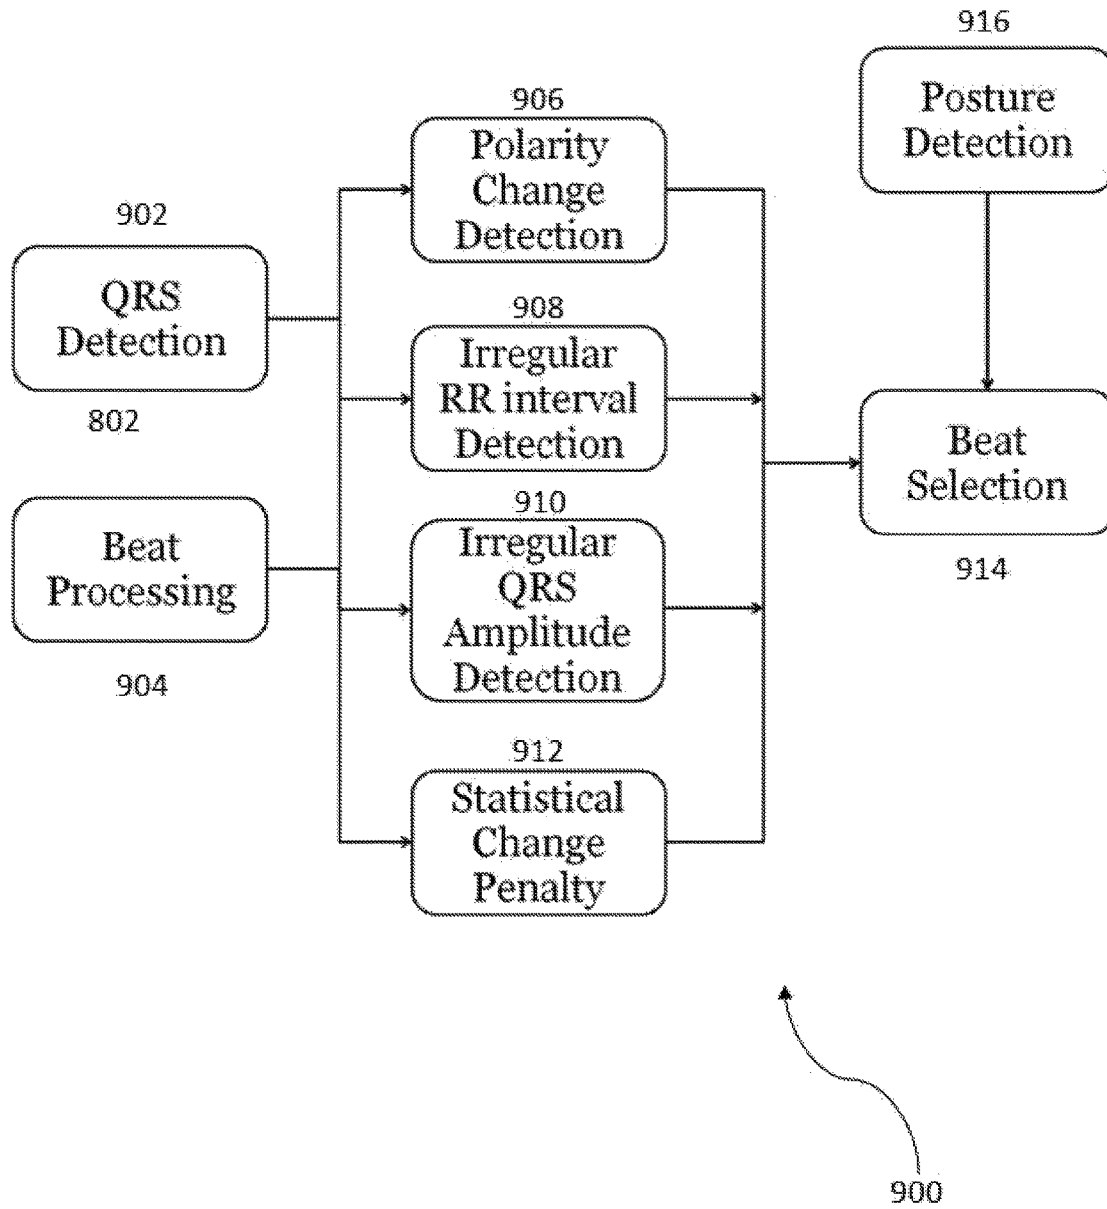 916
Posture
Detection
906
Polarity
Change
Detection
902
QRS
Detection
802
908
Irregular
RR interval
Detection
Beat
Selection
914
Beat
Processing
904
910
Irregular
QRS
Amplitude
Detection
912
Statistical
Change
Penalty
900